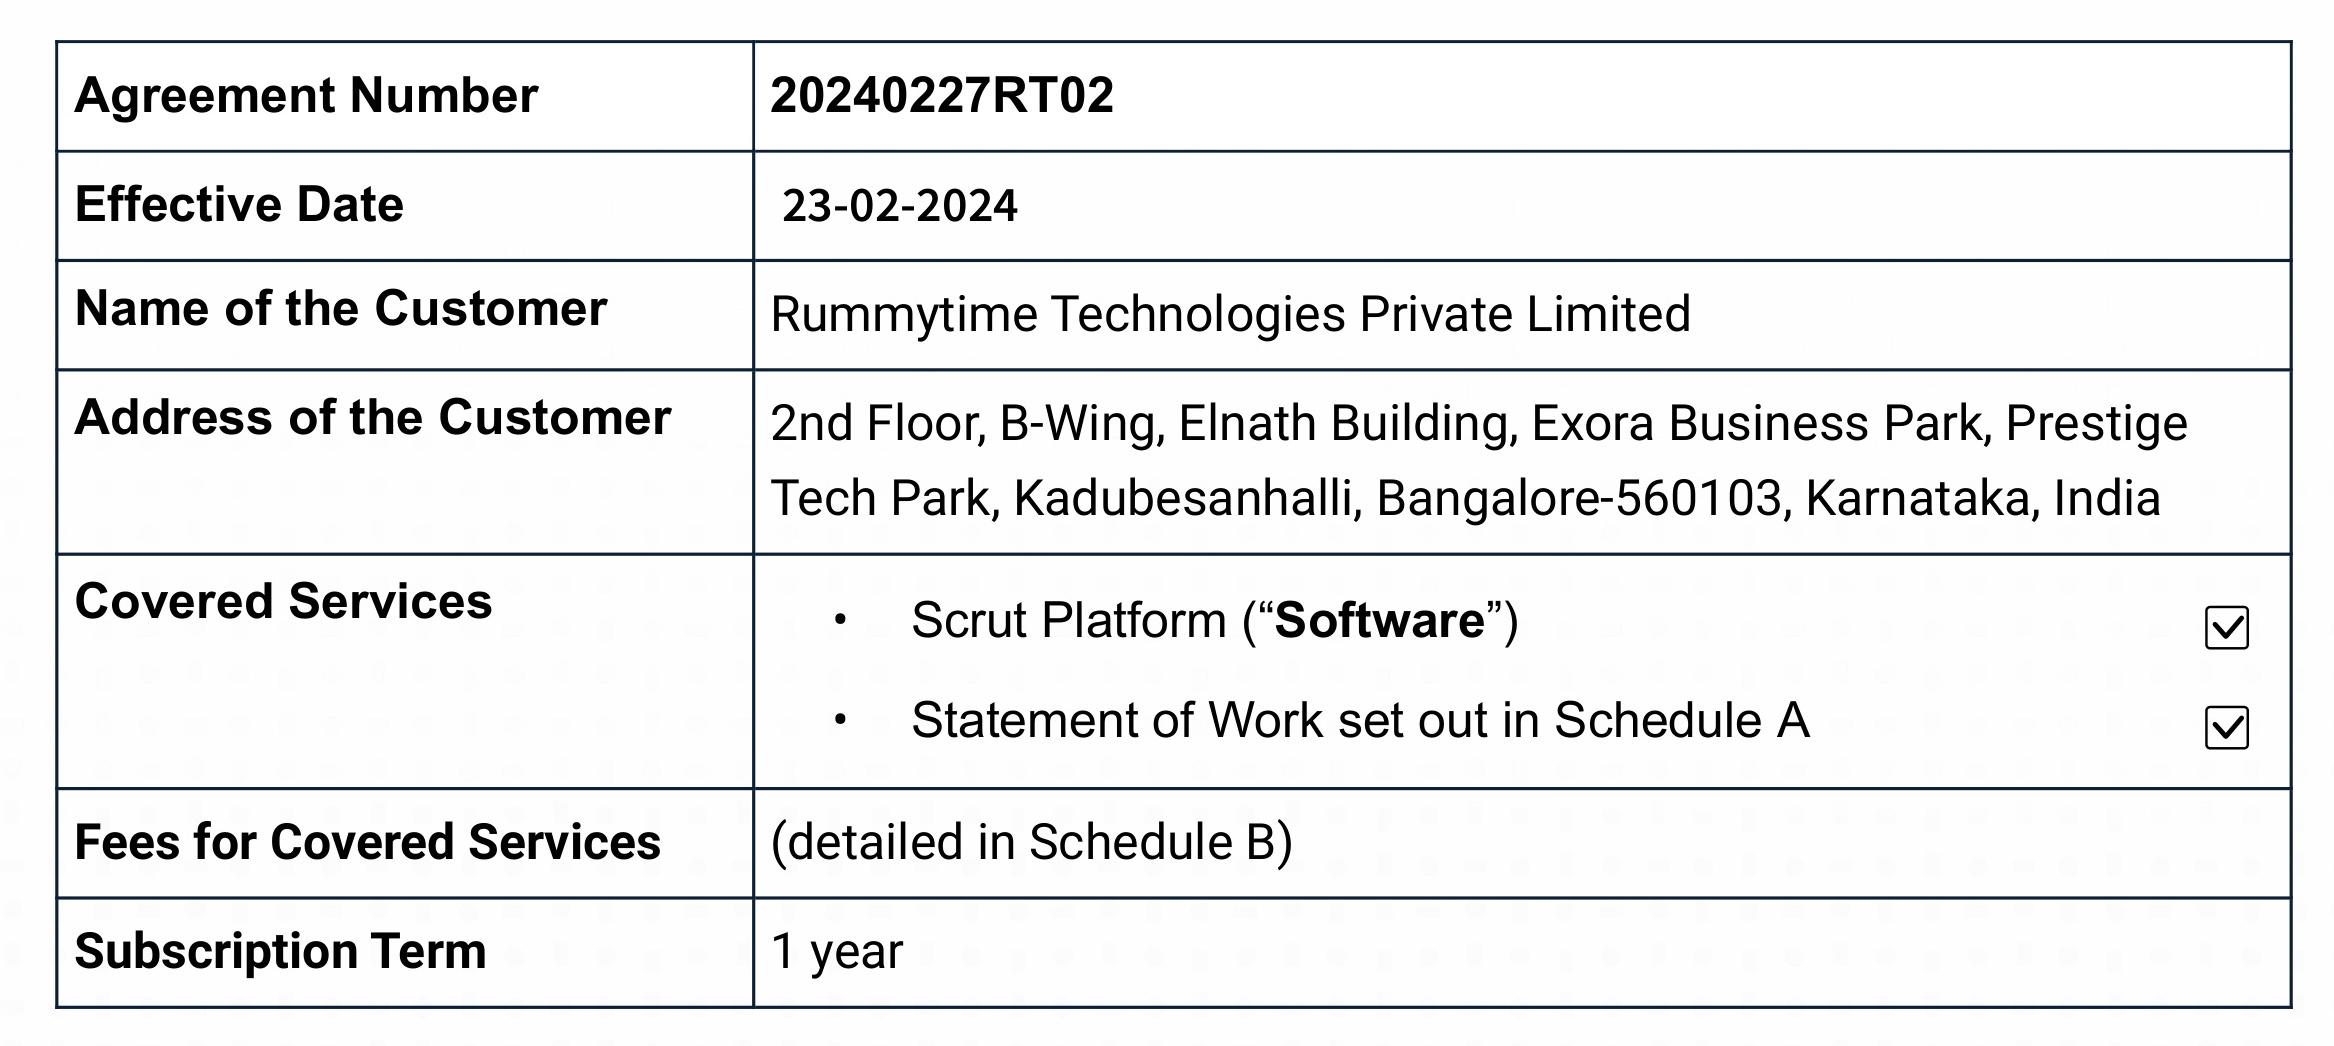 Agreement Number 20240227RT02
Effective Date 23-02-2024
Name of the Customer Rummytime Technologies Private Limited
Address of the Customer 2nd Floor, B-Wing, Elnath Building, Exora Business Park, Prestige
Tech Park, Kadubesanhalli, Bangalore-560103, Karnataka, India
Covered Services • Scrut Platform (“Software”) ☑
• Statement of Work set out in Schedule A ☑
Fees for Covered Services (detailed in Schedule B)
Subscription Term 1 year